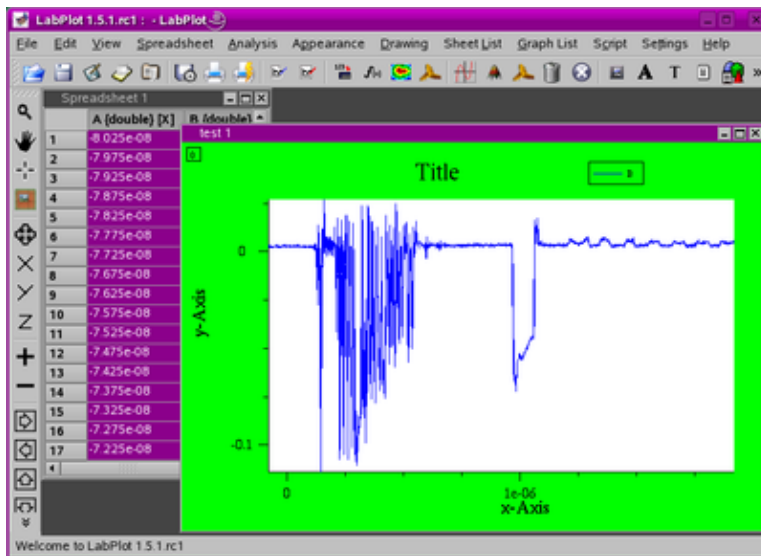 LabPlot 1.5.1.rc1 : - LabPlot
File Edit View Spreadsheet Analysis Appearance Drawing Sheet List Graph List Script Settings Help
Spreadsheet 1
A {double} [X] B {double}
1 -8.025e-08
2 -7.975e-08
3 -7.925e-08
4 -7.875e-08
5 -7.825e-08
6 -7.775e-08
7 -7.725e-08
8 -7.675e-08
9 -7.625e-08
10 -7.575e-08
11 -7.525e-08
12 -7.475e-08
13 -7.425e-08
14 -7.375e-08
15 -7.325e-08
16 -7.275e-08
17 -7.225e-08
test 1
Title
y-Axis
0
-0.1
0 1e-06
x-Axis
Welcome to LabPlot 1.5.1.rc1